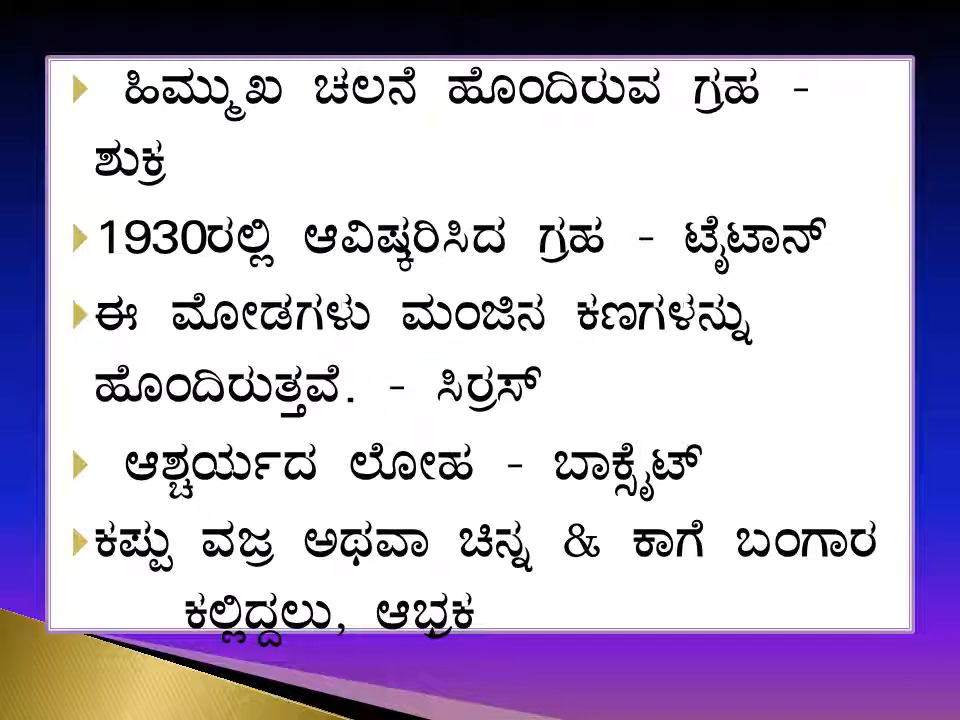 ಹಿಮ್ಮುಖ ಚಲನೆ ಹೊಂದಿರುವ ಗ್ರಹ -
ಶುಕ್ರ
1930ರಲ್ಲಿ ಆವಿಷ್ಕರಿಸಿದ ಗ್ರಹ - ಟೈಟಾನ್
ಈ ಮೋಡಗಳು ಮಂಜಿನ ಕಣಗಳನ್ನು
ಹೊಂದಿರುತ್ತವೆ. - ಸಿರ್ರಸ್
ಆಶ್ಚರ್ಯದ ಲೋಹ - ಬಾಕ್ಸೈಟ್
ಕಪ್ಪು ವಜ್ರ ಅಥವಾ ಚಿನ್ನ & ಕಾಗೆ ಬಂಗಾರ
ಕಲ್ಲಿದ್ದಲು, ಆಭ್ರಕ